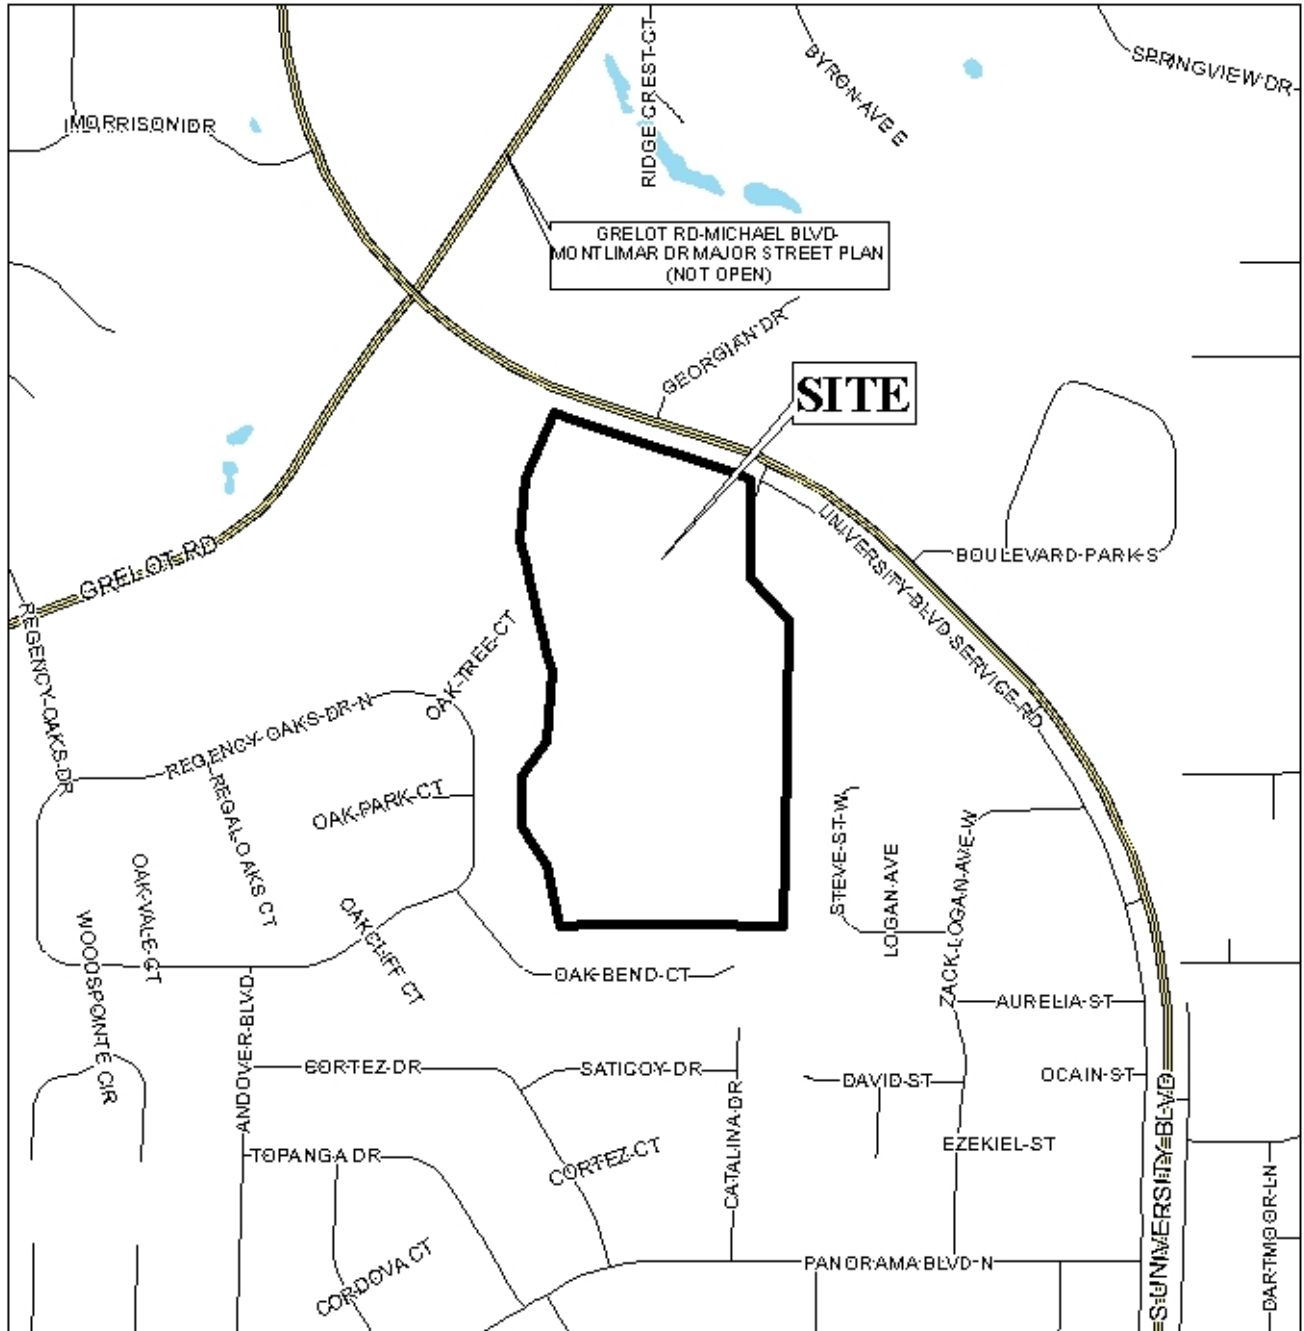 SPRINGVIEW DR
BYRON AVE E
RIDGE CREST CT
MORRISON DR
GRELOT RD-MICHAEL BLVD-
MONTLIMAR DR MAJOR STREET PLAN
(NOT OPEN)
GEORGIAN DR
SITE
UNIVERSITY BLVD SERVICE RD
BOULEVARD PARK S
GRELOT RD
REGENCY OAKS DR
OAK TREE CT
REGENCY OAKS DR N
REGAL OAKS CT
OAK PARK CT
STEVE ST W
LOGAN AVE
ZACK LOGAN AVE W
OAK VALE CT
OAKCLIFF CT
WOODSPONTE CIR
OAK BEND CT
ANDOVER BLVD
AURELIA ST
CORTEZ DR
SATICOY DR
DAVID ST
OCAIN ST
CATALINA DR
CORTEZ CT
EZEKIEL ST
TOPANGA DR
S UNIVERSITY BLVD
DARTMOOR LN
CORDOVA CT
PANORAMA BLVD N